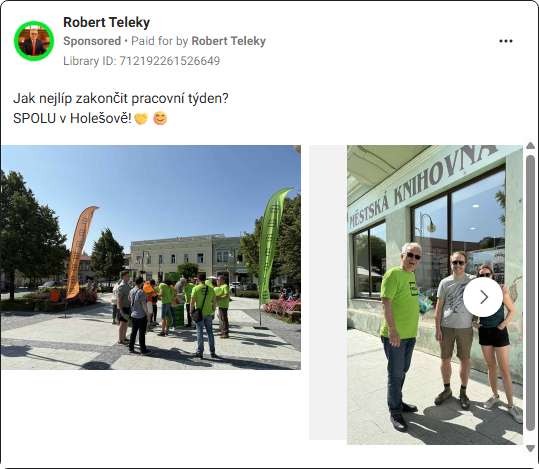 Robert Teleky
Sponsored • Paid for by Robert Teleky
Library ID: 712192261526649
Jak nejlíp zakončit pracovní týden?
SPOLU v Holešově!🤝 😊
MĚSTSKÁ KNIHOVNA